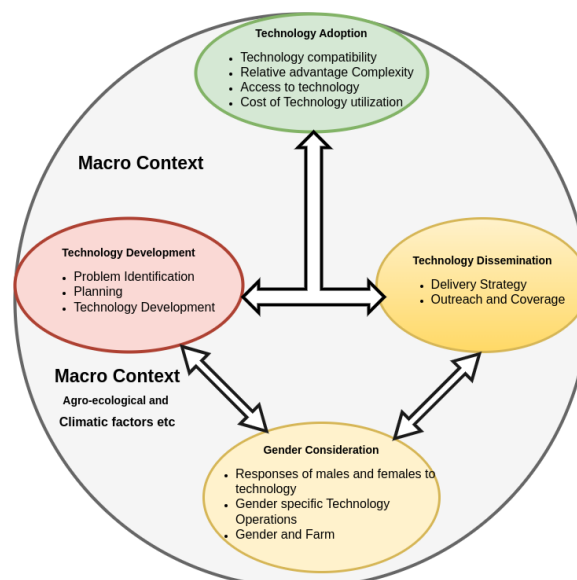 Technology Adoption
Technology compatibility
Relative advantage Complexity
Access to technology
Cost of Technology utilization
Macro Context
Technology Development
Problem Identification
Planning
Technology Development
Technology Dissemination
Delivery Strategy
Outreach and Coverage
Macro Context
Agro-ecological and
Climatic factors etc
Gender Consideration
Responses of males and females to
technology
Gender specific Technology
Operations
Gender and Farm